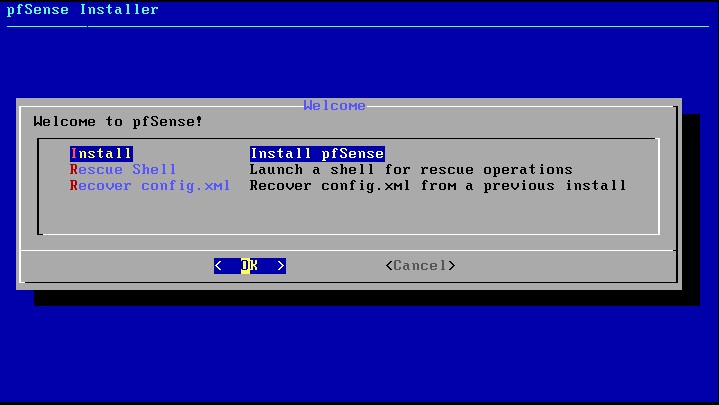 pfSense Installer
Welcome
Welcome to pfSense!
Install Install pfSense
Rescue Shell Launch a shell for rescue operations
Recover config.xml Recover config.xml from a previous install
< OK > <Cancel>